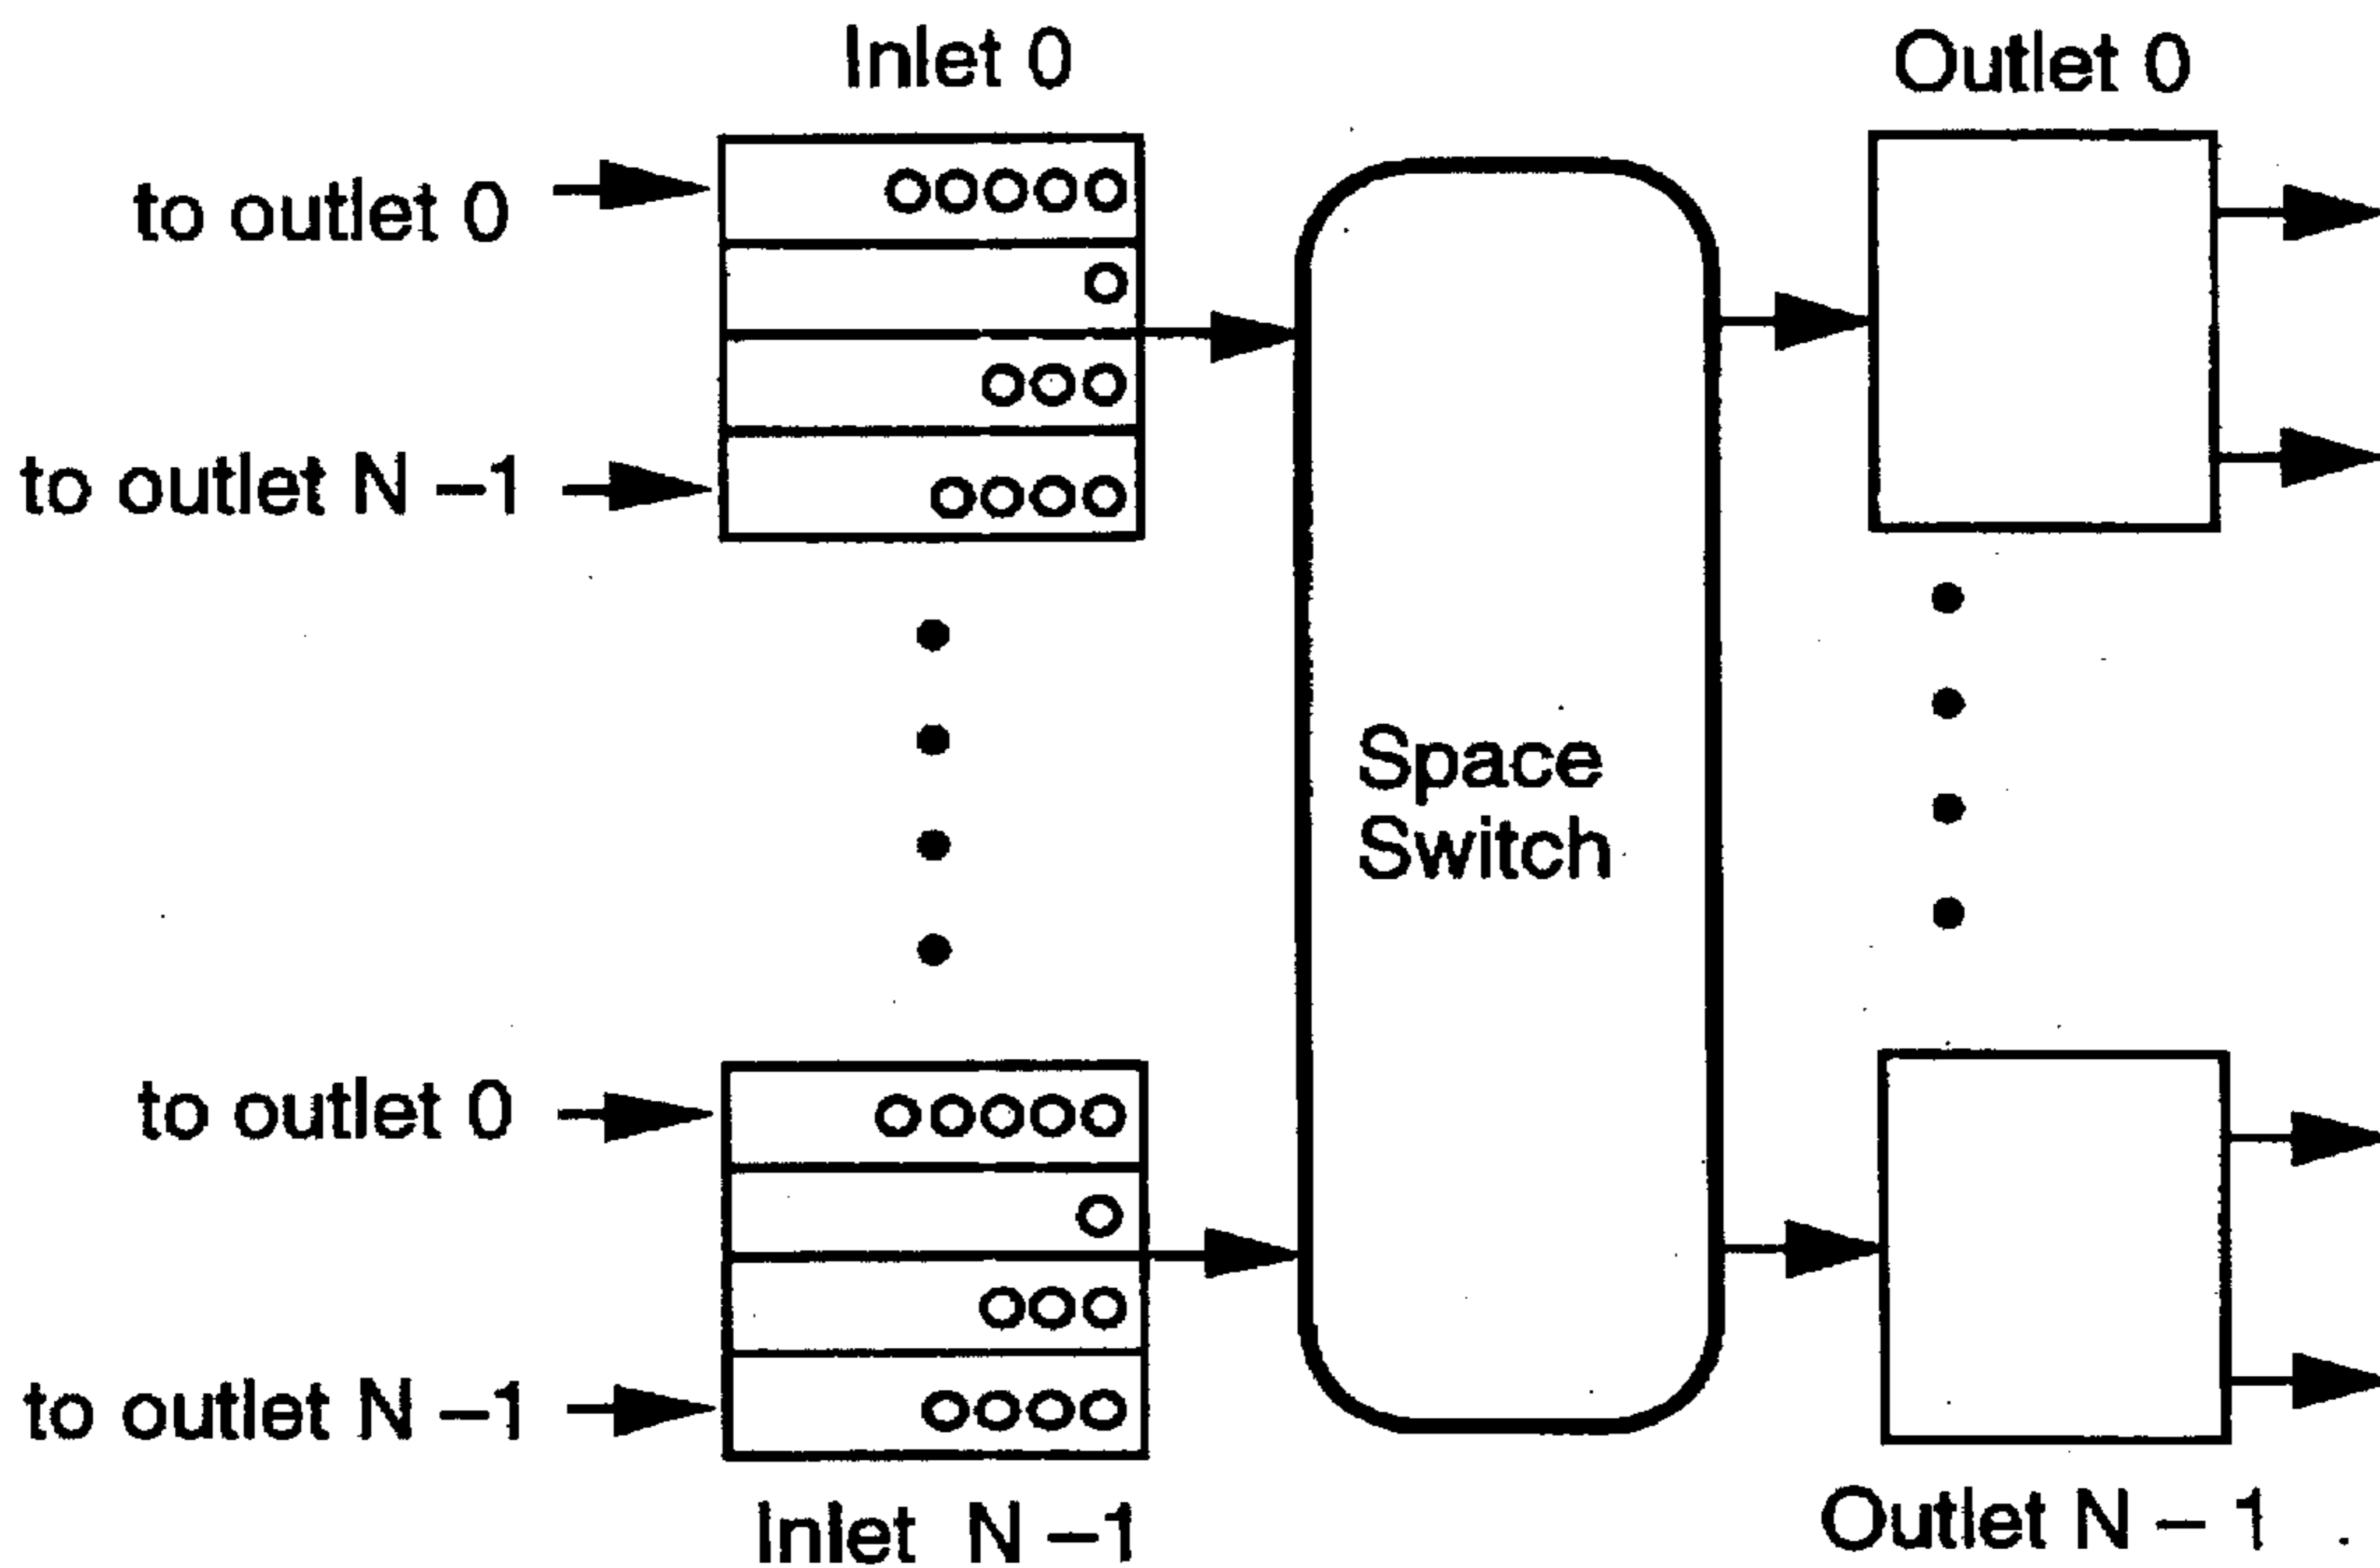 Inlet 0
Outlet 0
to outlet 0
to outlet N –1
Space
Switch
to outlet 0
to outlet N –1
Inlet N –1
Outlet N – 1